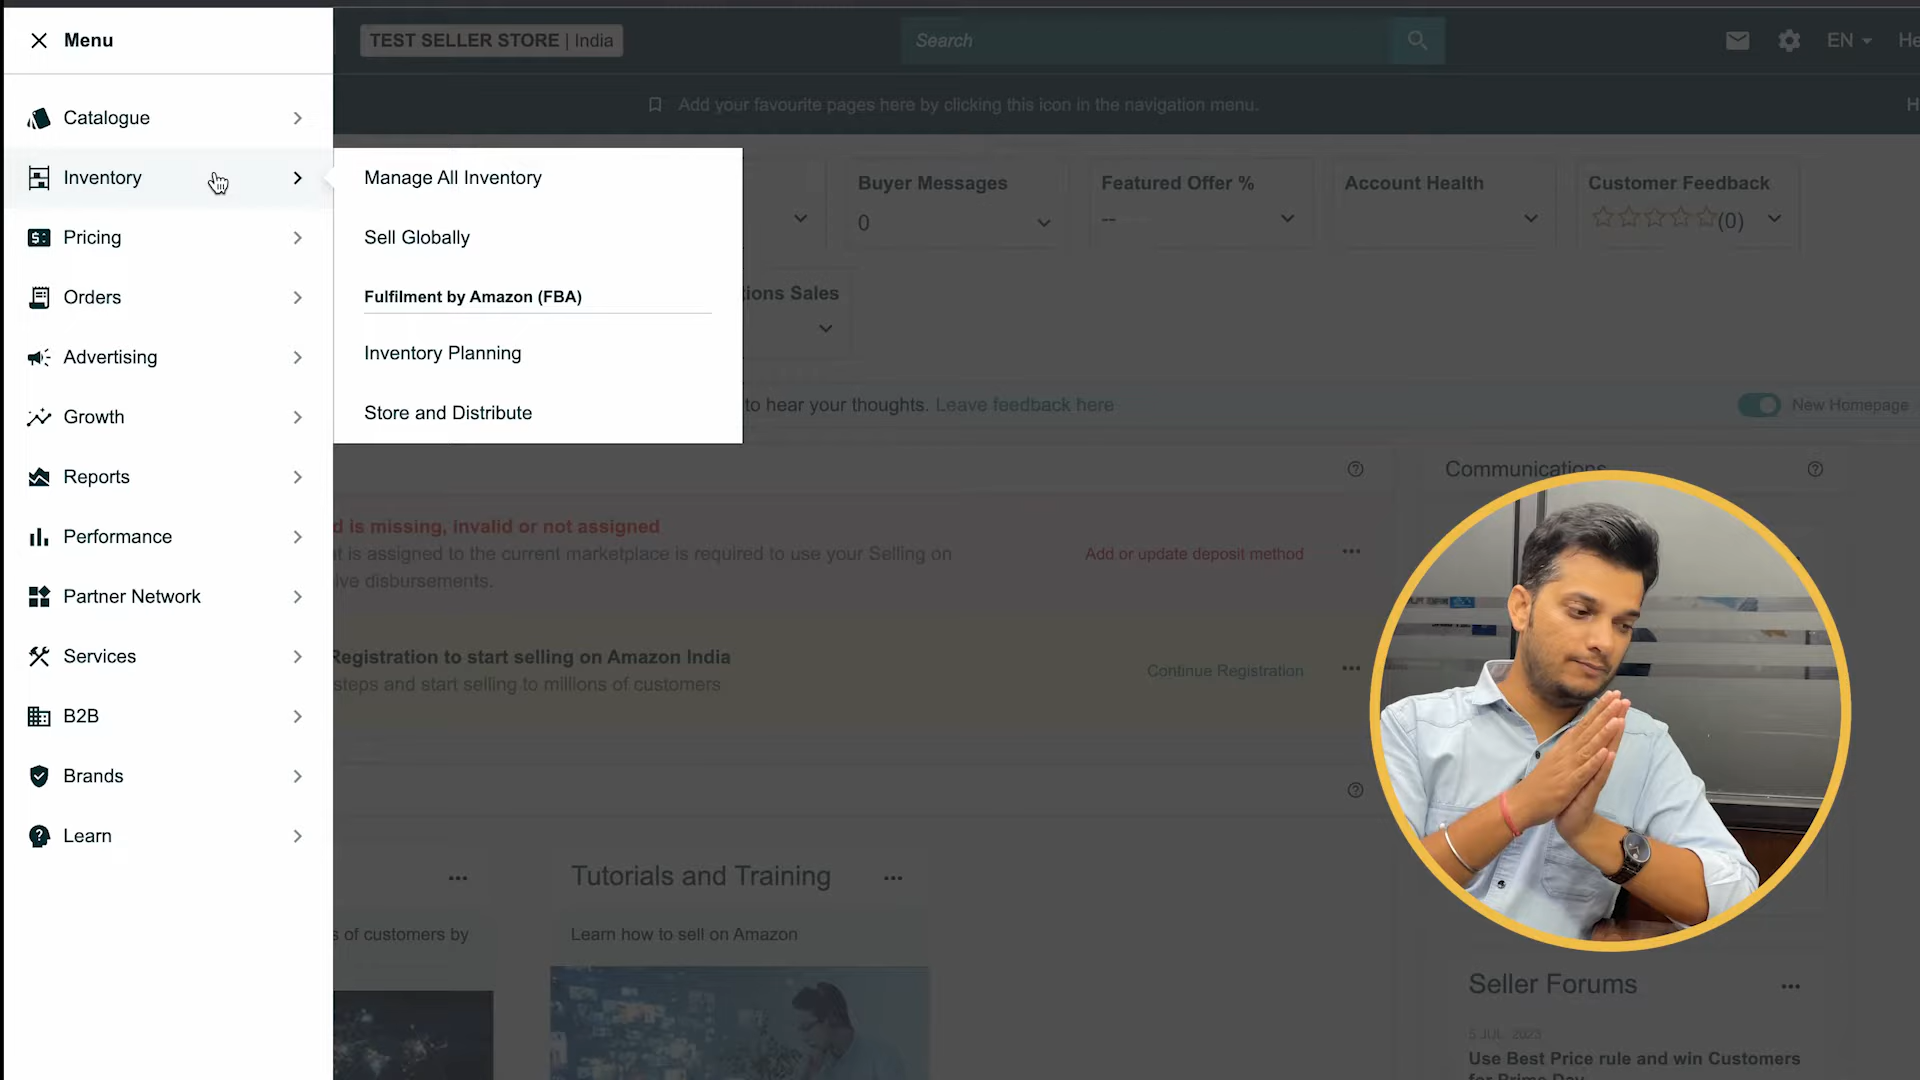 Menu
TEST SELLER STORE | India
Search
EN
He
Add your favourite pages here by clicking this icon in the navigation menu.
H
Catalogue
Inventory
Pricing
Orders
Advertising
Growth
Reports
Performance
Partner Network
Services
B2B
Brands
Learn
Manage All Inventory
Sell Globally
Fulfilment by Amazon (FBA)
Inventory Planning
Store and Distribute
Buyer Messages
0
Featured Offer %
--
Account Health
Customer Feedback
(0)
ions Sales
to hear your thoughts. Leave feedback here
New Homepage
Communications
d is missing, invalid or not assigned
t is assigned to the current marketplace is required to use your Selling on
ive disbursements.
Add or update deposit method
Registration to start selling on Amazon India
steps and start selling to millions of customers
Continue Registration
Tutorials and Training
s of customers by
Learn how to sell on Amazon
Seller Forums
5 JUL 2023
Use Best Price rule and win Customers
for Prime Day